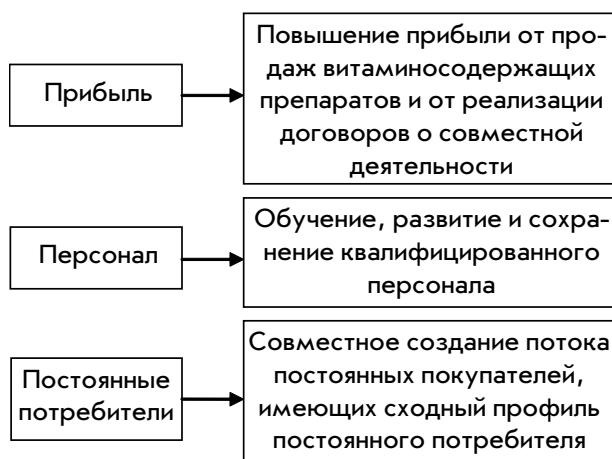 Прибыль
Повышение прибыли от про-
даж витаминосодержащих
препаратов и от реализации
договоров о совместной
деятельности
Персонал
Обучение, развитие и сохра-
нение квалифицированного
персонала
Постоянные
потребители
Совместное создание потока
постоянных покупателей,
имеющих сходный профиль
постоянного потребителя